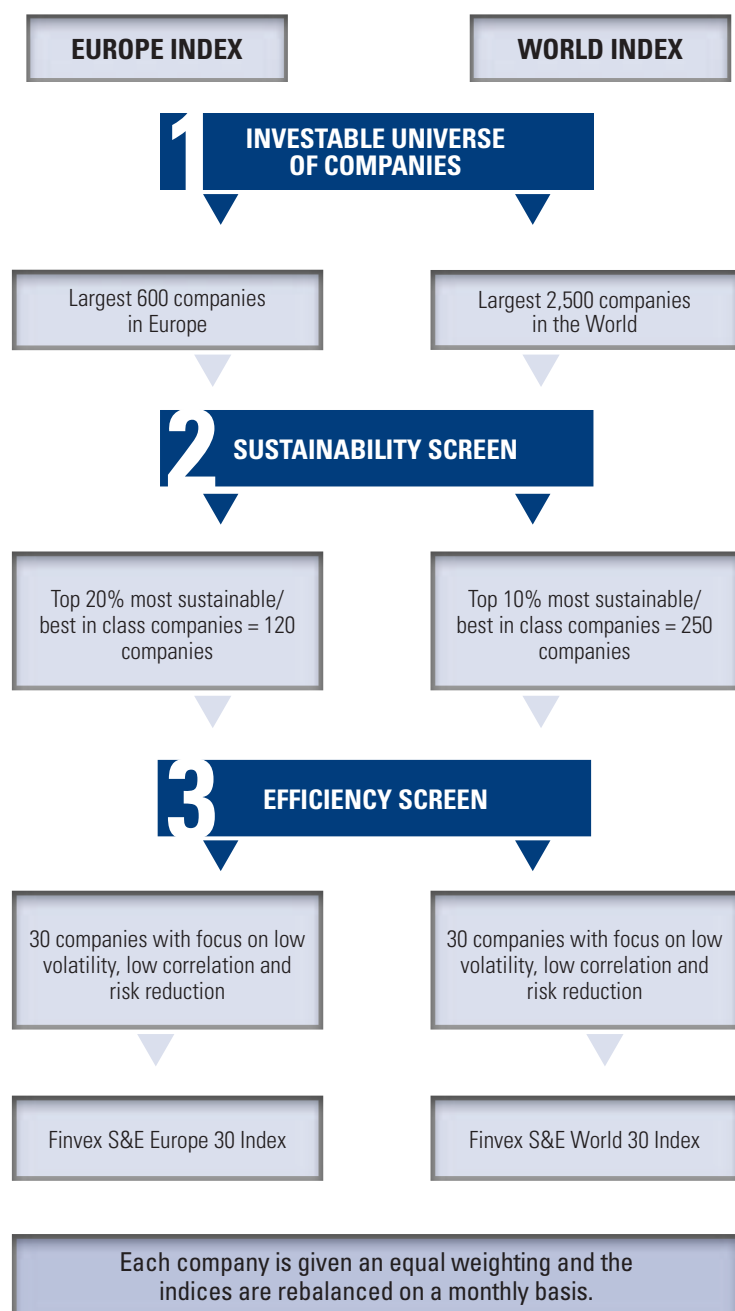 EUROPE INDEX
WORLD INDEX
1 INVESTABLE UNIVERSE
OF COMPANIES
Largest 600 companies
in Europe
Largest 2,500 companies
in the World
2 SUSTAINABILITY SCREEN
Top 20% most sustainable/
best in class companies = 120
companies
Top 10% most sustainable/
best in class companies = 250
companies
3 EFFICIENCY SCREEN
30 companies with focus on low
volatility, low correlation and
risk reduction
30 companies with focus on low
volatility, low correlation and
risk reduction
Finvex S&E Europe 30 Index
Finvex S&E World 30 Index
Each company is given an equal weighting and the
indices are rebalanced on a monthly basis.